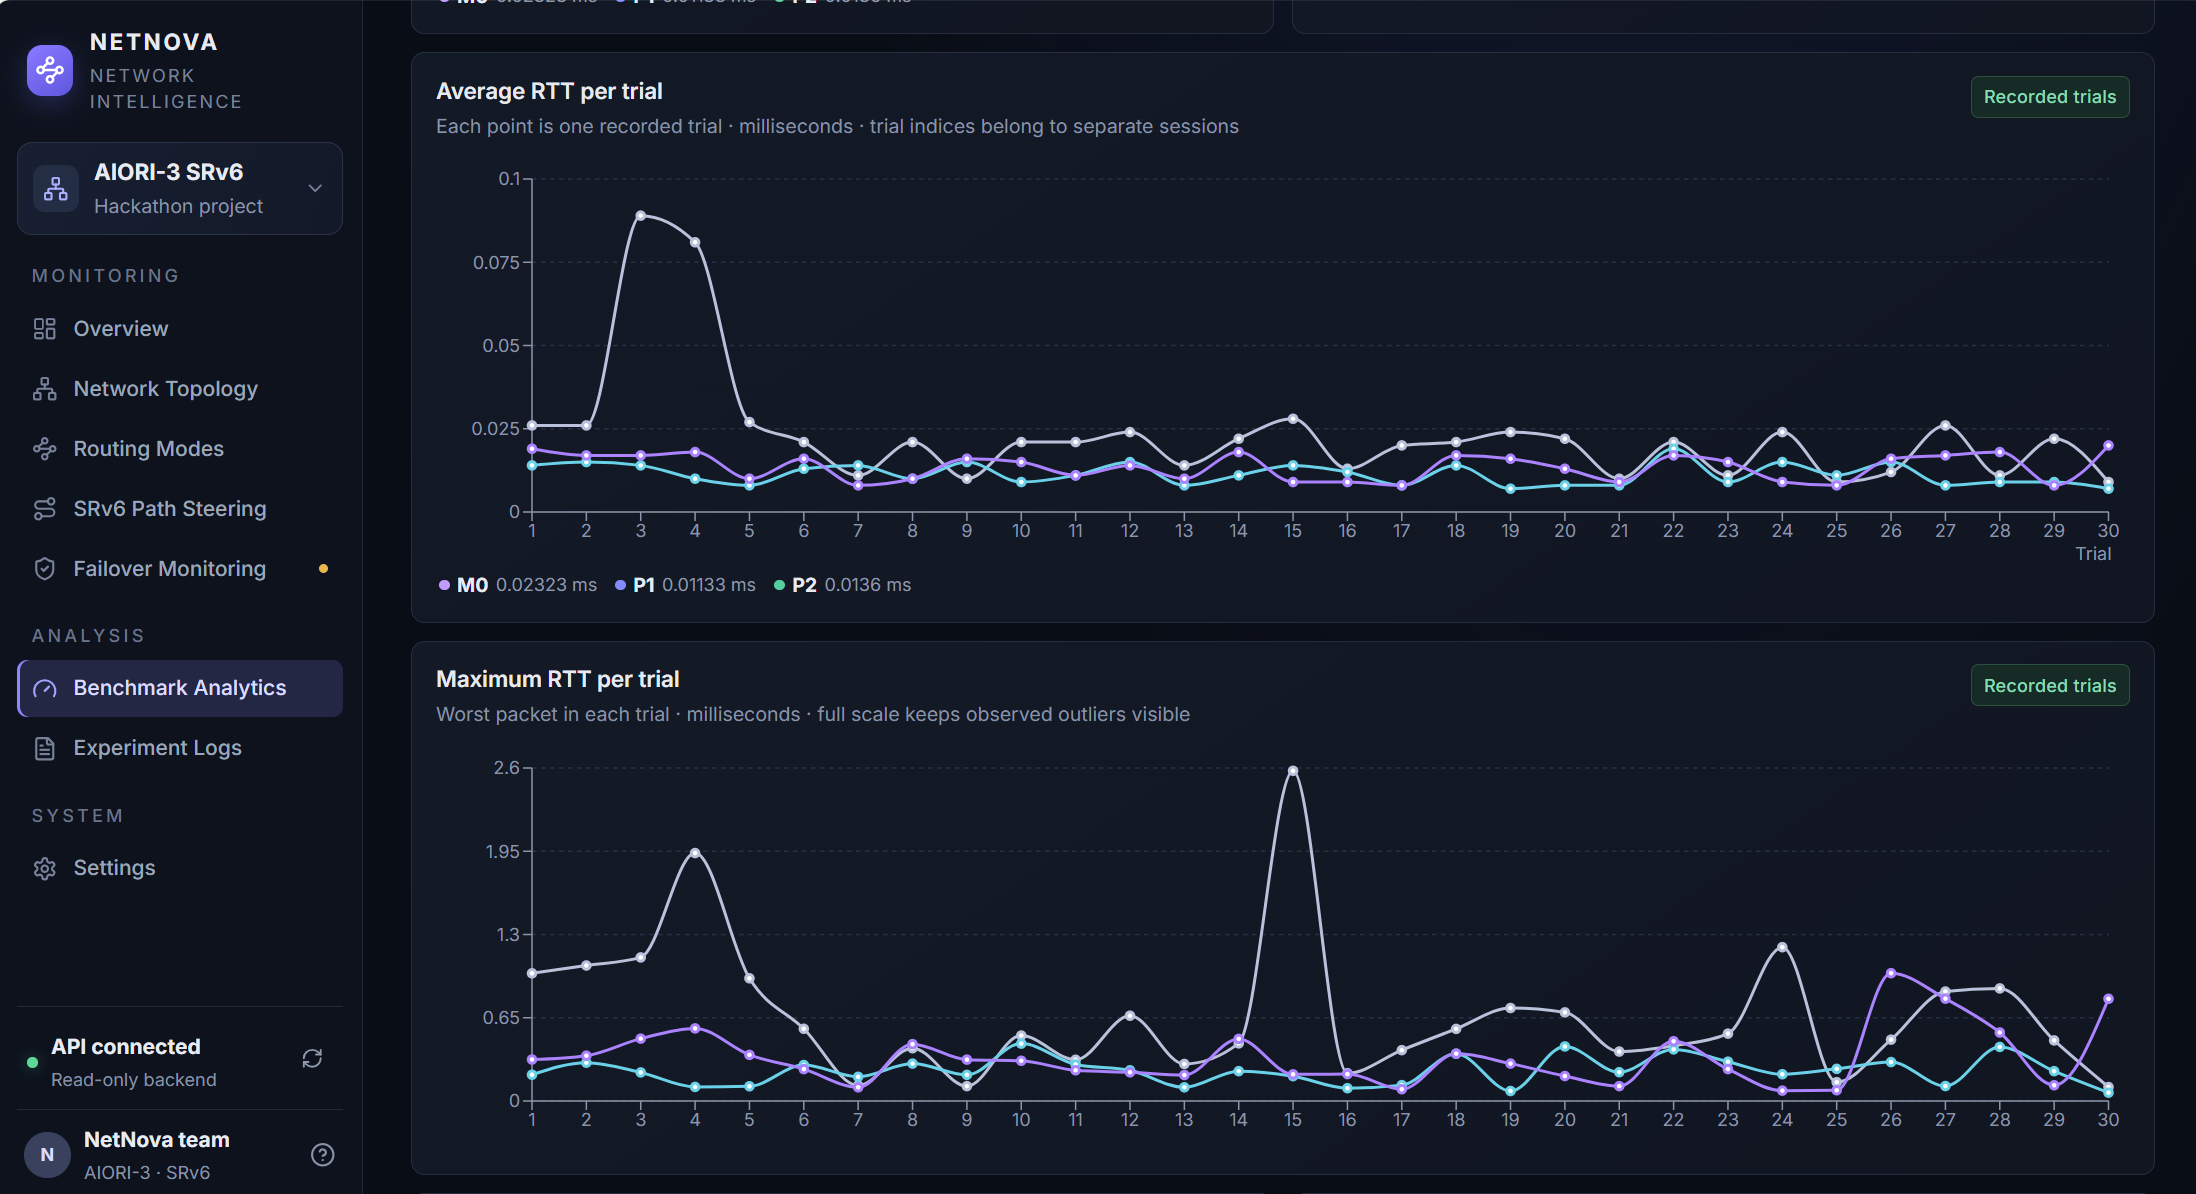 NETNOVA
NETWORK
INTELLIGENCE
AIORI-3 SRv6
Hackathon project
MONITORING
Overview
Network Topology
Routing Modes
SRv6 Path Steering
Failover Monitoring
ANALYSIS
Benchmark Analytics
Experiment Logs
SYSTEM
Settings
API connected
Read-only backend
N
NetNova team
AIORI-3 · SRv6
Average RTT per trial
Recorded trials
Each point is one recorded trial · milliseconds · trial indices belong to separate sessions
0.1
0.075
0.05
0.025
0
1 2 3 4 5 6 7 8 9 10 11 12 13 14 15 16 17 18 19 20 21 22 23 24 25 26 27 28 29 30
Trial
M0 0.02323 ms P1 0.01133 ms P2 0.0136 ms
Maximum RTT per trial
Recorded trials
Worst packet in each trial · milliseconds · full scale keeps observed outliers visible
2.6
1.95
1.3
0.65
0
1 2 3 4 5 6 7 8 9 10 11 12 13 14 15 16 17 18 19 20 21 22 23 24 25 26 27 28 29 30